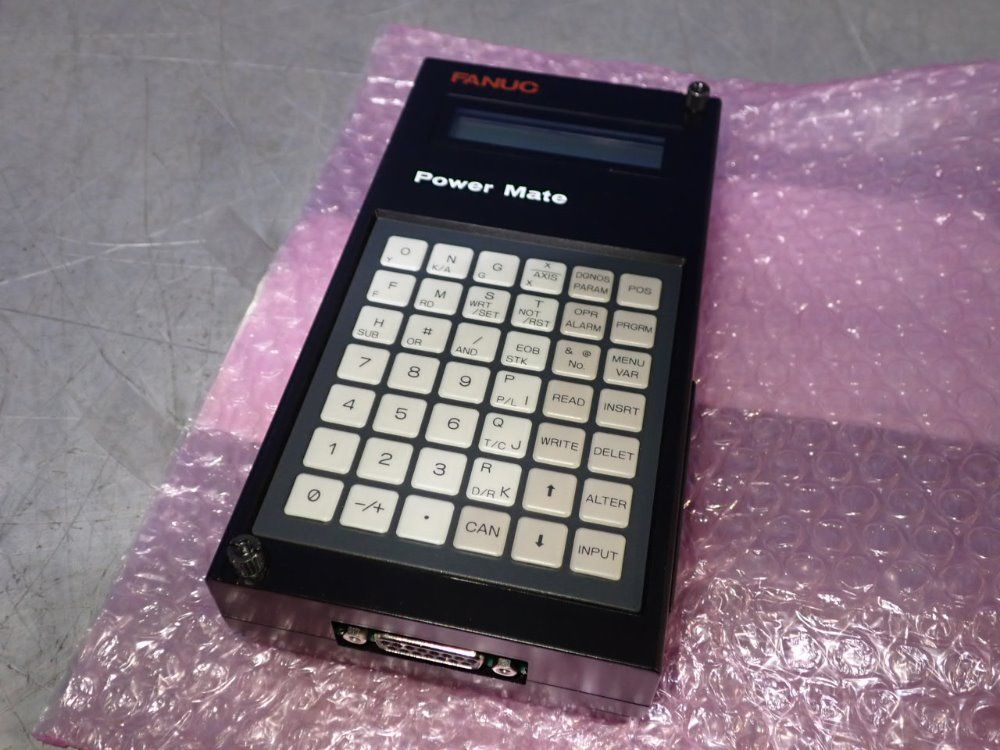 FANUC
Power Mate
O Y
N K/A
G G
X AXIS X
DGNOS PARAM
POS
F F
M RD
S WRT /SET
T NOT /RST
OPR ALARM
PRGRM
H SUB
# OR
/ AND
EOB STK
& @ No.
MENU VAR
7
8
9
P P/L I
READ
INSRT
4
5
6
Q T/C J
WRITE
DELET
1
2
3
R D/R K
↑
ALTER
0
-/+
.
CAN
↓
INPUT